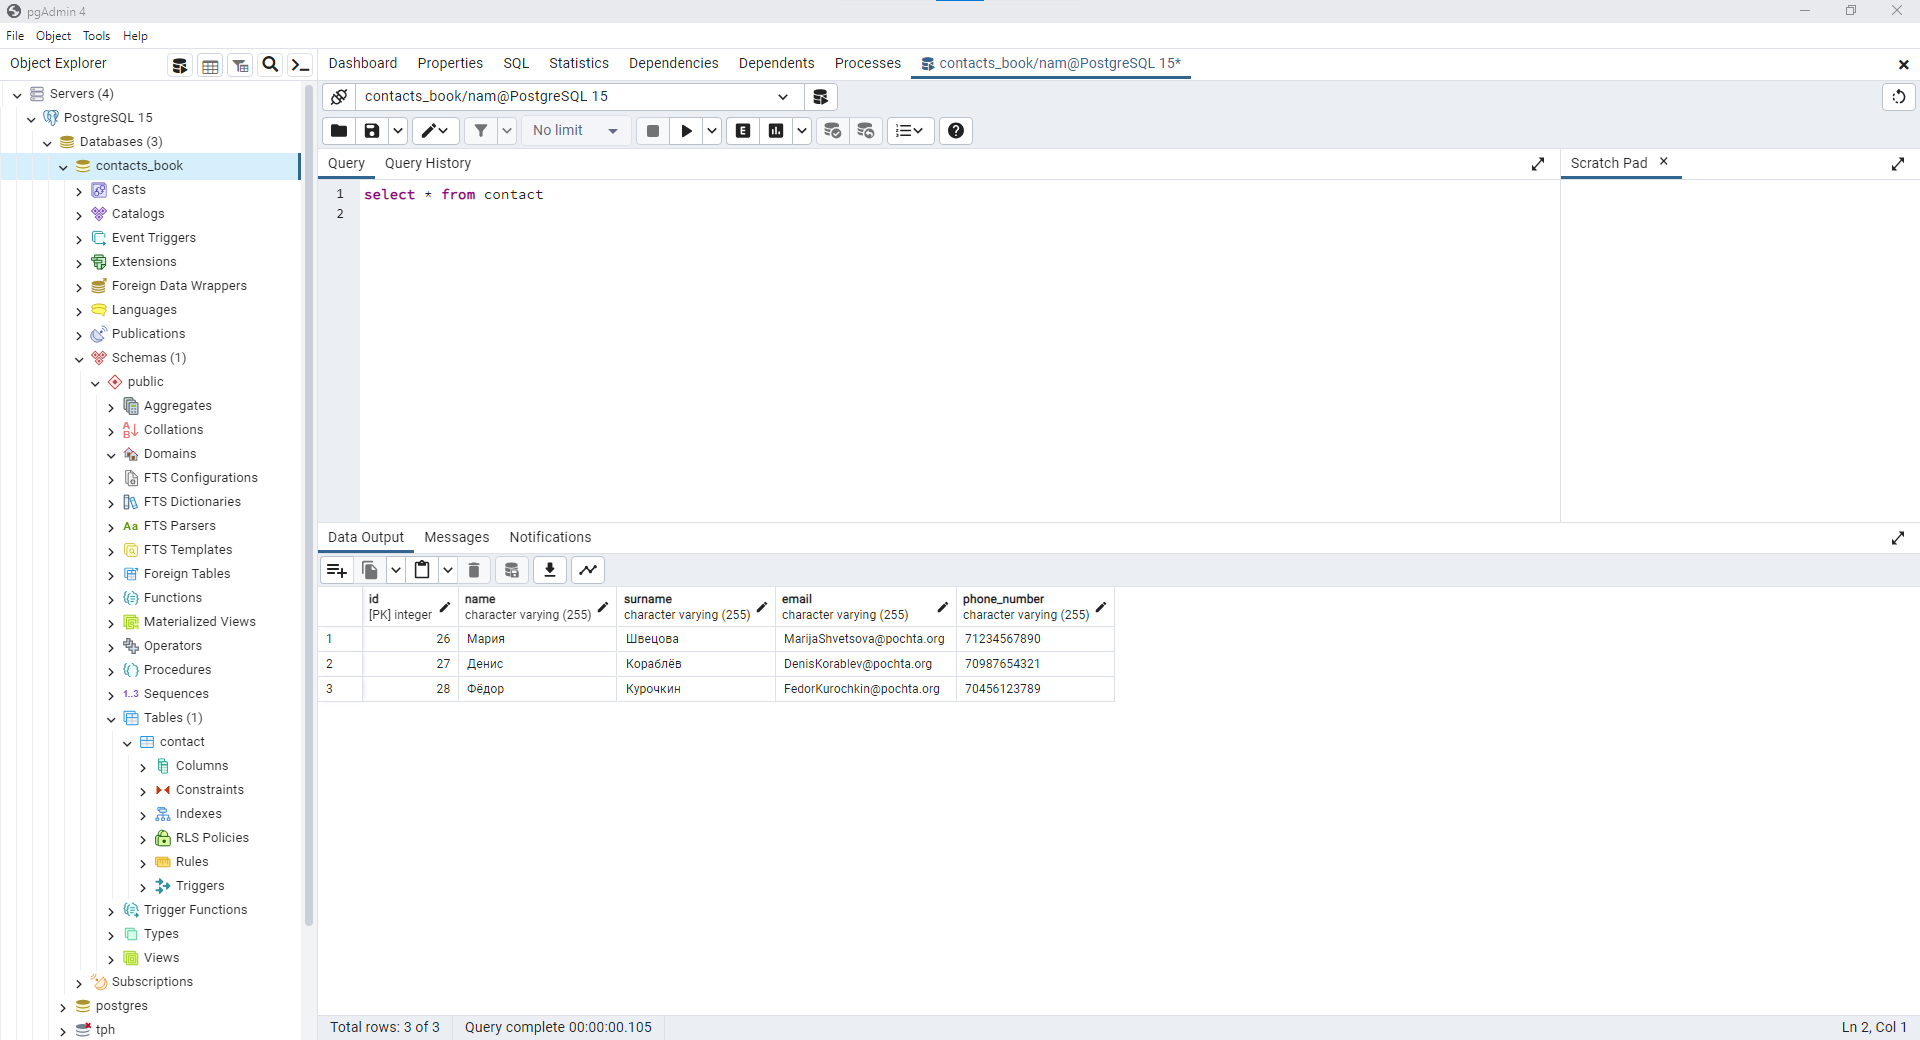 pgAdmin 4
File Object Tools Help
Object Explorer
Servers (4)
PostgreSQL 15
Databases (3)
contacts_book
Casts
Catalogs
Event Triggers
Extensions
Foreign Data Wrappers
Languages
Publications
Schemas (1)
public
Aggregates
Collations
Domains
FTS Configurations
FTS Dictionaries
Aa FTS Parsers
FTS Templates
Foreign Tables
Functions
Materialized Views
Operators
Procedures
1..3 Sequences
Tables (1)
contact
Columns
Constraints
Indexes
RLS Policies
Rules
Triggers
Trigger Functions
Types
Views
Subscriptions
postgres
tph
Dashboard Properties SQL Statistics Dependencies Dependents Processes contacts_book/nam@PostgreSQL 15*
contacts_book/nam@PostgreSQL 15
No limit E
Query Query History
Scratch Pad
1 select * from contact
2
Data Output Messages Notifications
id name surname email phone_number
[PK] integer character varying (255) character varying (255) character varying (255) character varying (255)
1 26 Мария Швецова MarijaShvetsova@pochta.org 71234567890
2 27 Денис Кораблёв DenisKorablev@pochta.org 70987654321
3 28 Фёдор Курочкин FedorKurochkin@pochta.org 70456123789
Total rows: 3 of 3 Query complete 00:00:00.105 Ln 2, Col 1